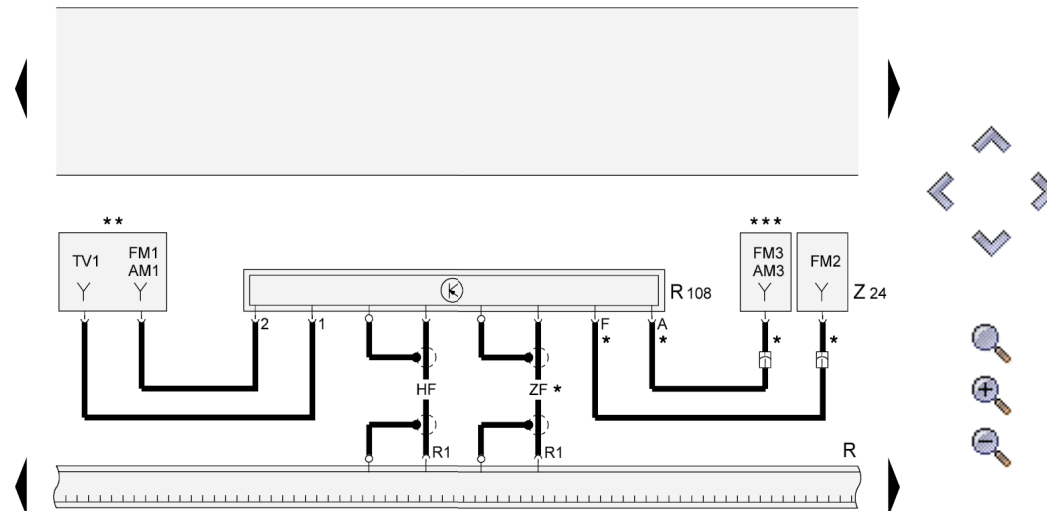 **
***
TV1
FM1
AM1
FM3
AM3
FM2
R 108
Z 24
2
1
F
*
A
*
*
*
HF
ZF *
R1
R1
R